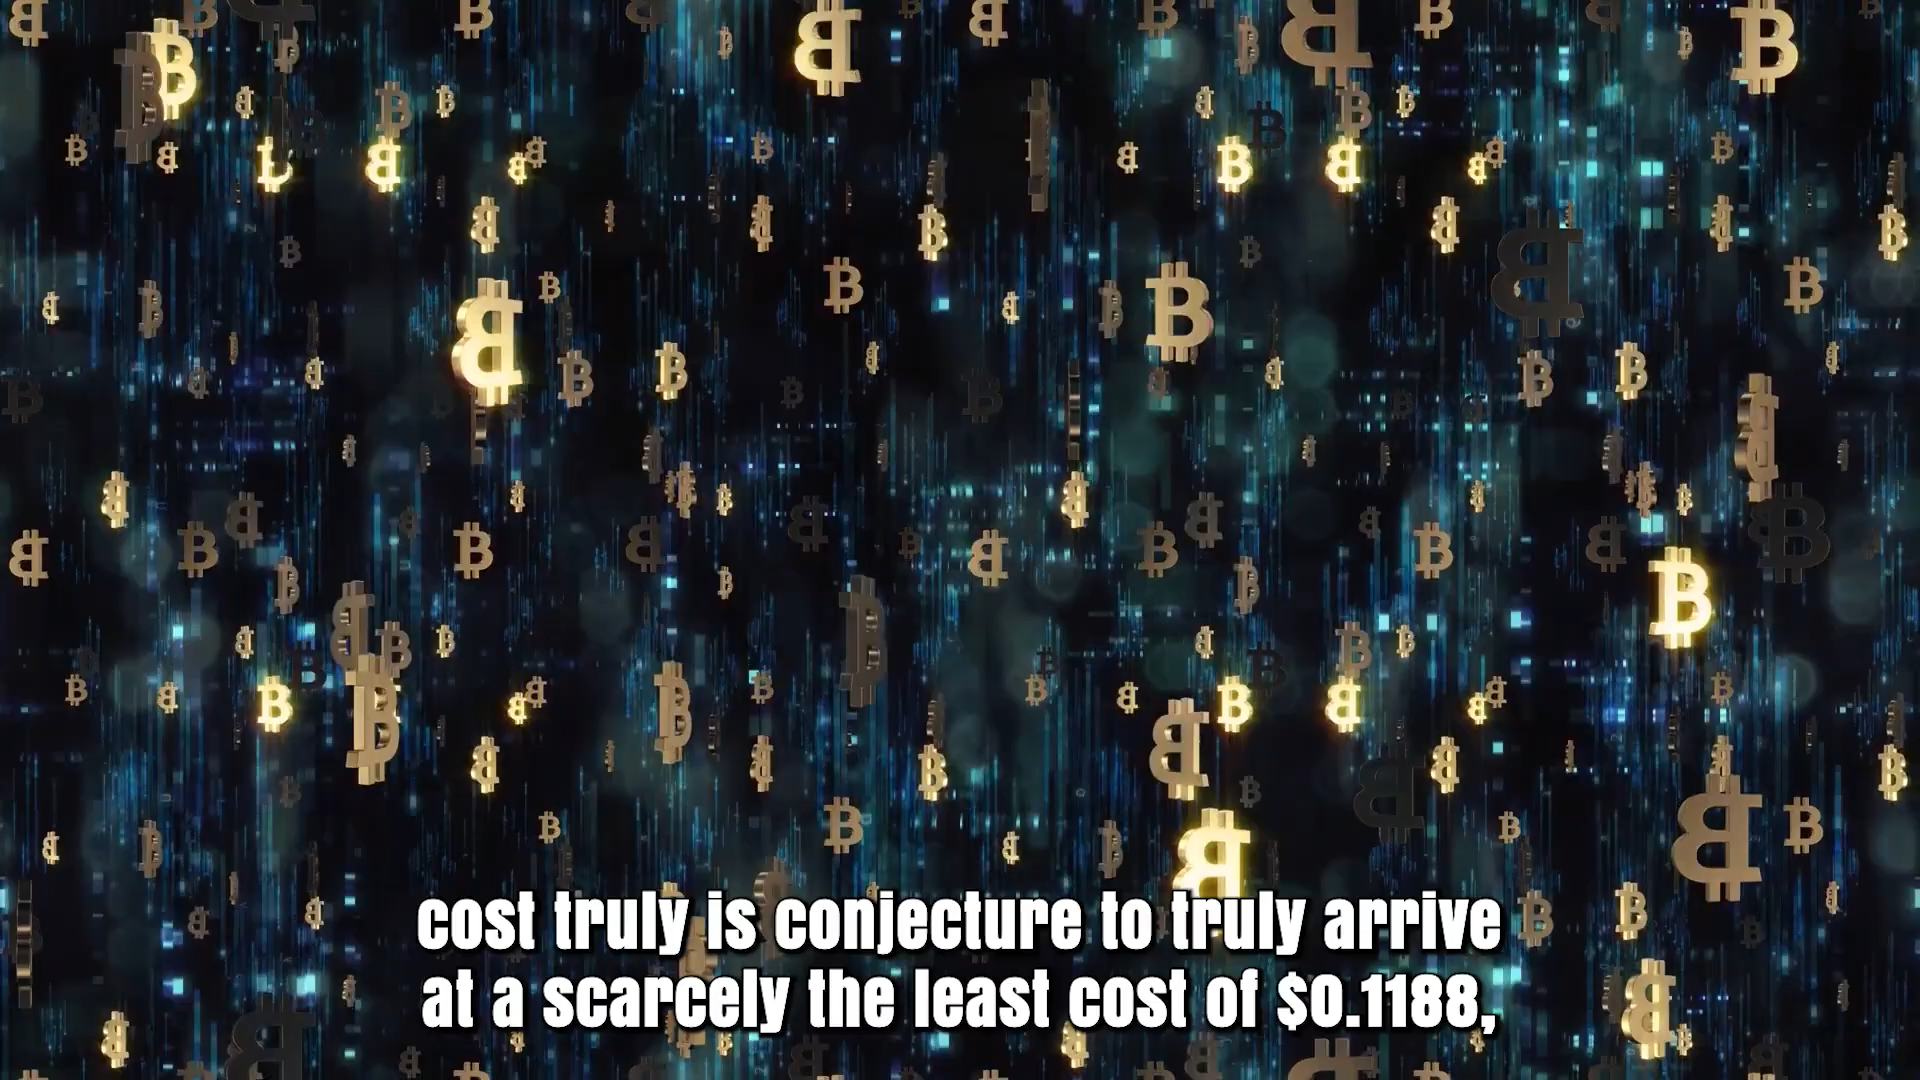 cost truly is conjecture to truly arrive
at a scarcely the least cost of $0.1188,